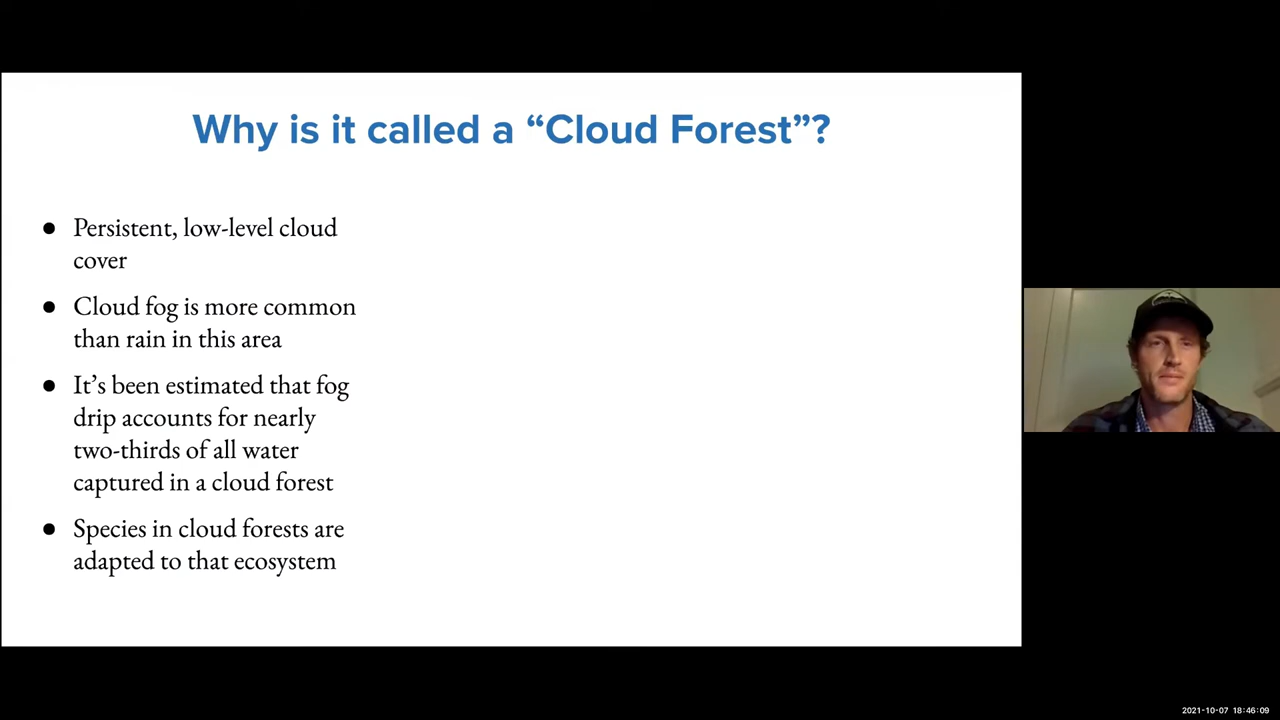 Why is it called a “Cloud Forest”?
● Persistent, low-level cloud
cover
● Cloud fog is more common
than rain in this area
● It’s been estimated that fog
drip accounts for nearly
two-thirds of all water
captured in a cloud forest
● Species in cloud forests are
adapted to that ecosystem
2021-10-07 18:46:09